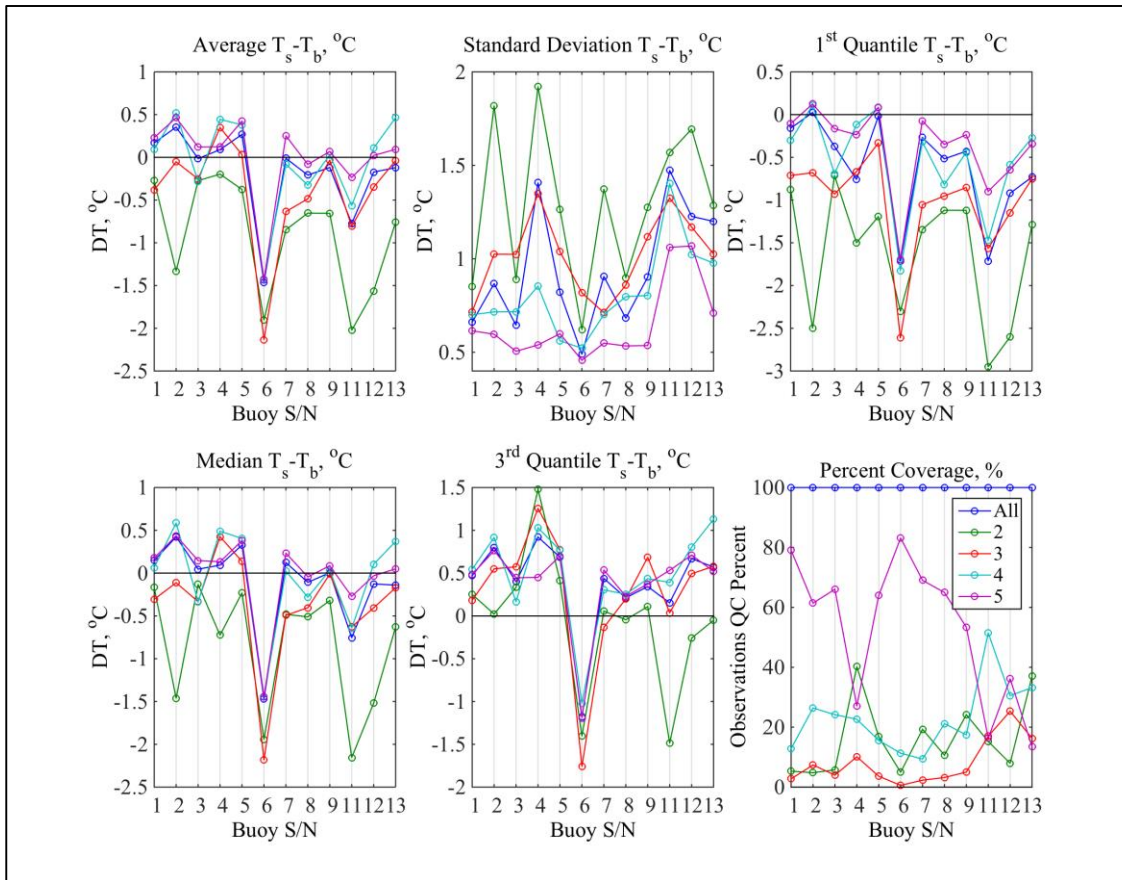 Average Tₛ-T_b, °C
DT, °C
1
0.5
0
-0.5
-1
-1.5
-2
-2.5
1 2 3 4 5 6 7 8 9 11 12 13
Buoy S/N
Standard Deviation Tₛ-T_b, °C
DT, °C
2
1.5
1
0.5
1 2 3 4 5 6 7 8 9 11 12 13
Buoy S/N
1ˢᵗ Quantile Tₛ-T_b, °C
DT, °C
0.5
0
-0.5
-1
-1.5
-2
-2.5
-3
1 2 3 4 5 6 7 8 9 11 12 13
Buoy S/N
Median Tₛ-T_b, °C
DT, °C
1
0.5
0
-0.5
-1
-1.5
-2
-2.5
1 2 3 4 5 6 7 8 9 11 12 13
Buoy S/N
3ʳᵈ Quantile Tₛ-T_b, °C
DT, °C
1.5
1
0.5
0
-0.5
-1
-1.5
-2
1 2 3 4 5 6 7 8 9 11 12 13
Buoy S/N
Percent Coverage, %
Observations QC Percent
100
80
60
40
20
0
All
2
3
4
5
1 2 3 4 5 6 7 8 9 11 12 13
Buoy S/N